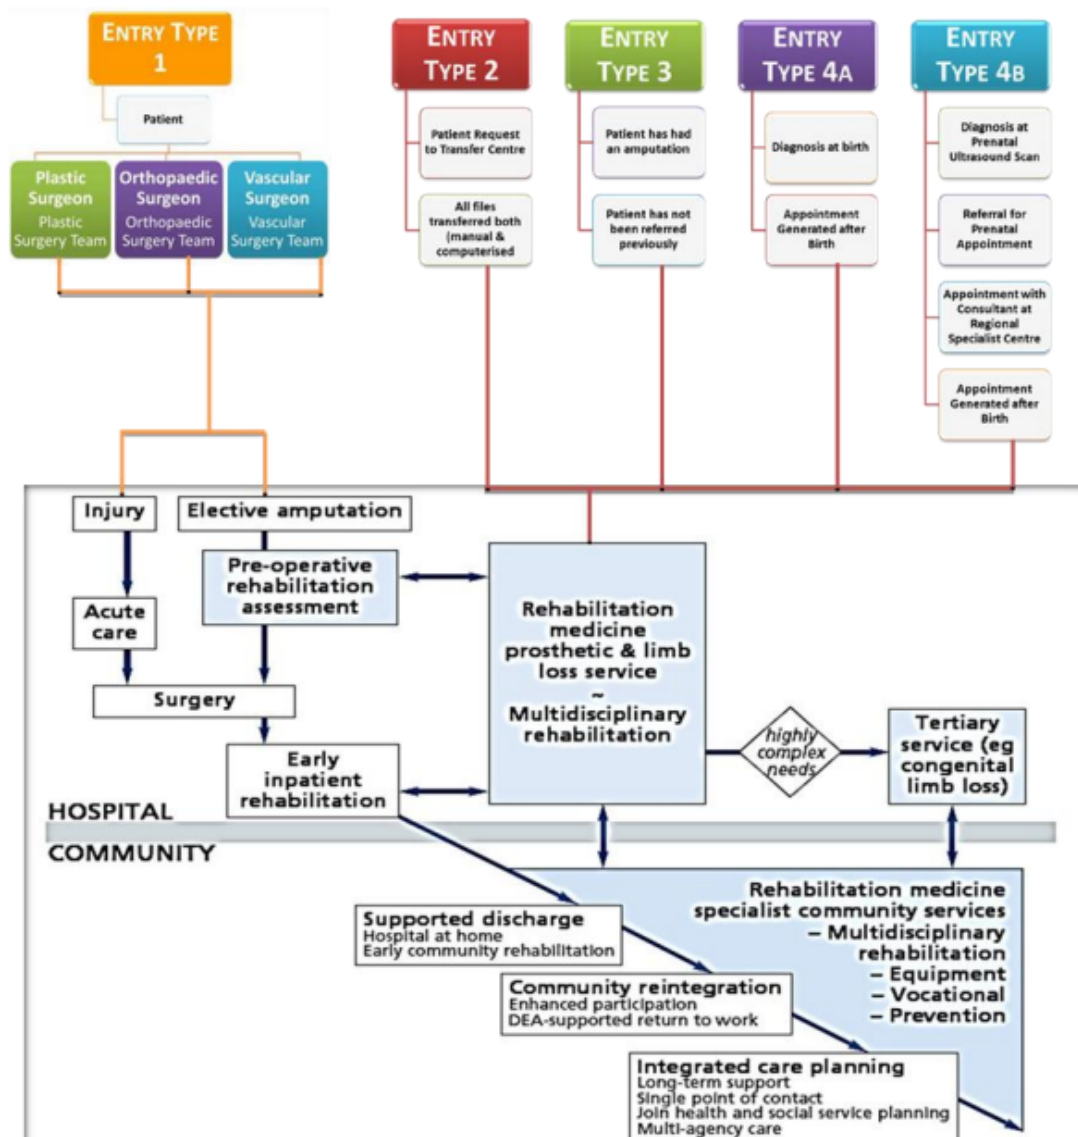 ENTRY TYPE
1
Patient
Plastic
Surgeon
Plastic
Surgery Team
Orthopaedic
Surgeon
Orthopaedic
Surgery Team
Vascular
Surgeon
Vascular
Surgery Team
ENTRY
TYPE 2
Patient Request
to Transfer Centre
All files
transferred both
(manual &
computerised
ENTRY
TYPE 3
Patient has had
an amputation
Patient has not
been referred
previously
ENTRY
TYPE 4A
Diagnosis at birth
Appointment
Generated after
Birth
ENTRY
TYPE 4B
Diagnosis at
Prenatal
Ultrasound Scan
Referral for
Prenatal
Appointment
Appointment with
Consultant at
Regional
Specialist Centre
Appointment
Generated after
Birth
Injury
Elective amputation
Pre-operative
rehabilitation
assessment
Acute
care
Surgery
Early
inpatient
rehabilitation
Rehabilitation
medicine
prosthetic & limb
loss service
~
Multidisciplinary
rehabilitation
highly
complex
needs
Tertiary
service (eg
congenital
limb loss)
HOSPITAL
COMMUNITY
Rehabilitation medicine
specialist community services
– Multidisciplinary
rehabilitation
– Equipment
– Vocational
– Prevention
Supported discharge
Hospital at home
Early community rehabilitation
Community reintegration
Enhanced participation
DEA-supported return to work
Integrated care planning
Long-term support
Single point of contact
Join health and social service planning
Multi-agency care